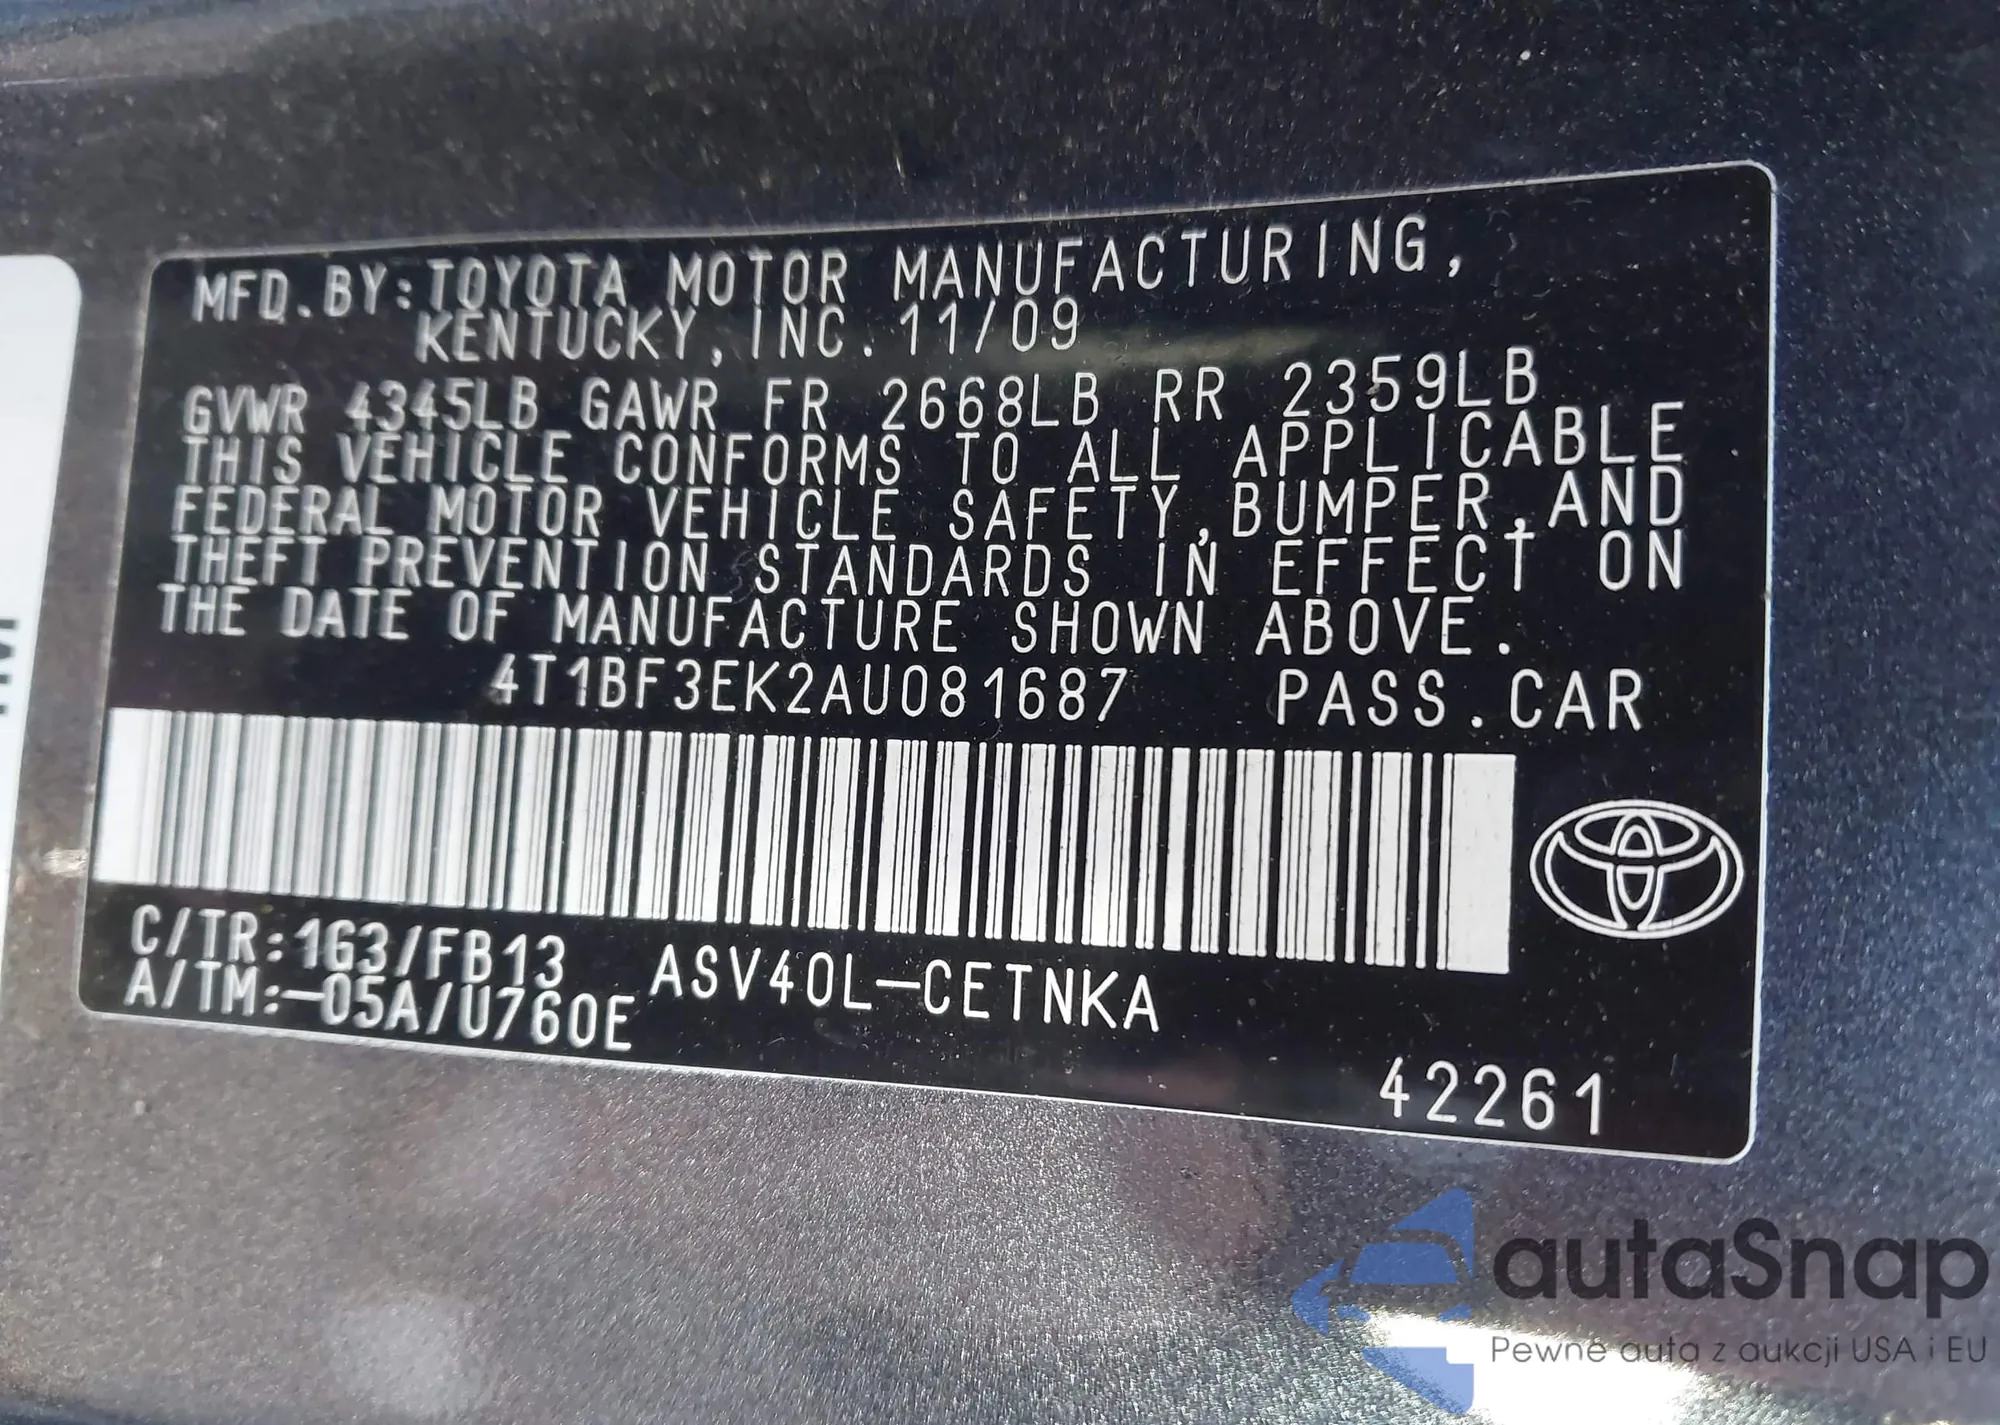 MFD. BY: TOYOTA MOTOR MANUFACTURING,
KENTUCKY, INC. 11/09
GVWR 4345LB GAWR FR 2668LB RR 2359LB
THIS VEHICLE CONFORMS TO ALL APPLICABLE
FEDERAL MOTOR VEHICLE SAFETY, BUMPER, AND
THEFT PREVENTION STANDARDS IN EFFECT ON
THE DATE OF MANUFACTURE SHOWN ABOVE.
4T1BF3EK2AU081687 PASS. CAR
C/TR: 1G3/FB13 ASV40L-CETNKA
A/TM: -05A/U760E
42261
autaSnap
Pewne auta z aukcji USA i EU